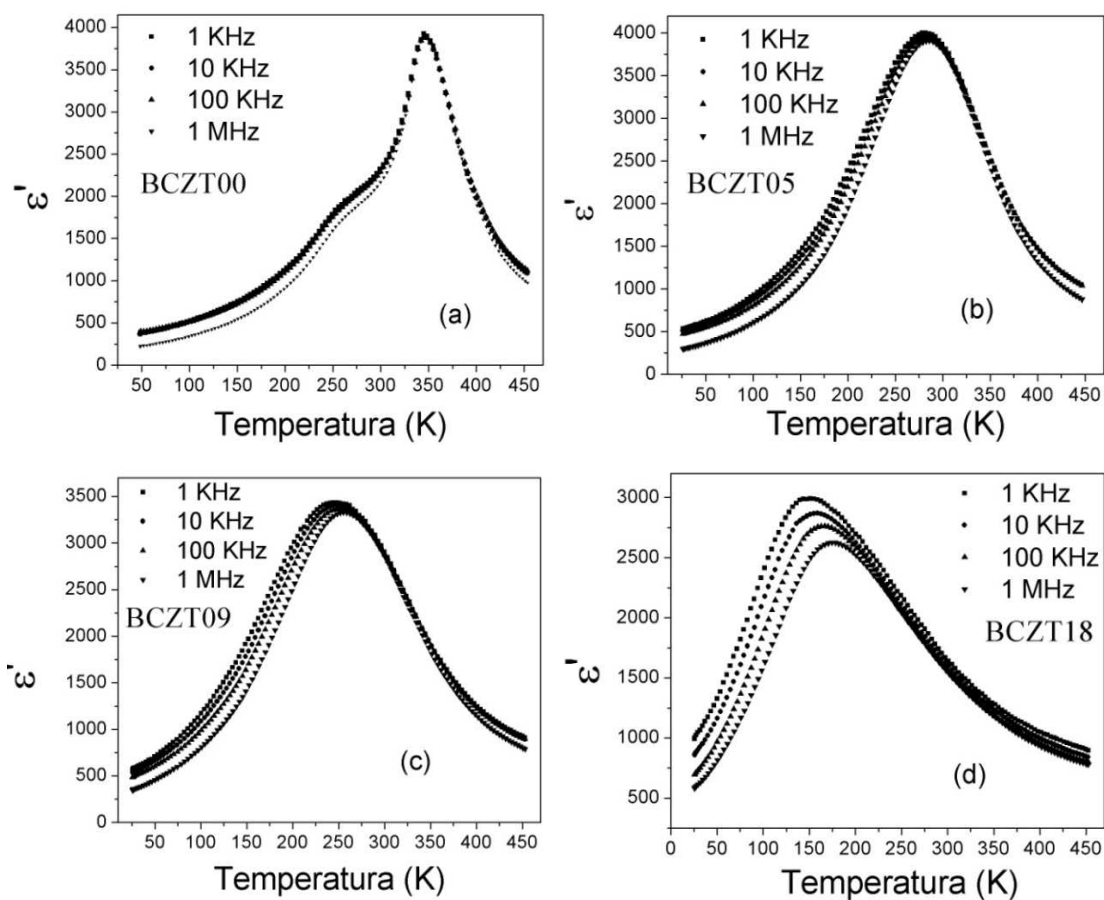 4000
3500
3000
2500
2000
1500
1000
500
0
ε'
1 KHz
10 KHz
100 KHz
1 MHz
BCZT00
(a)
50 100 150 200 250 300 350 400 450
Temperatura (K)
4000
3500
3000
2500
2000
1500
1000
500
0
ε'
1 KHz
10 KHz
100 KHz
1 MHz
BCZT05
(b)
50 100 150 200 250 300 350 400 450
Temperatura (K)
3500
3000
2500
2000
1500
1000
500
0
ε'
1 KHz
10 KHz
100 KHz
1 MHz
BCZT09
(c)
50 100 150 200 250 300 350 400 450
Temperatura (K)
3000
2500
2000
1500
1000
500
ε'
1 KHz
10 KHz
100 KHz
1 MHz
BCZT18
(d)
0 50 100 150 200 250 300 350 400 450
Temperatura (K)